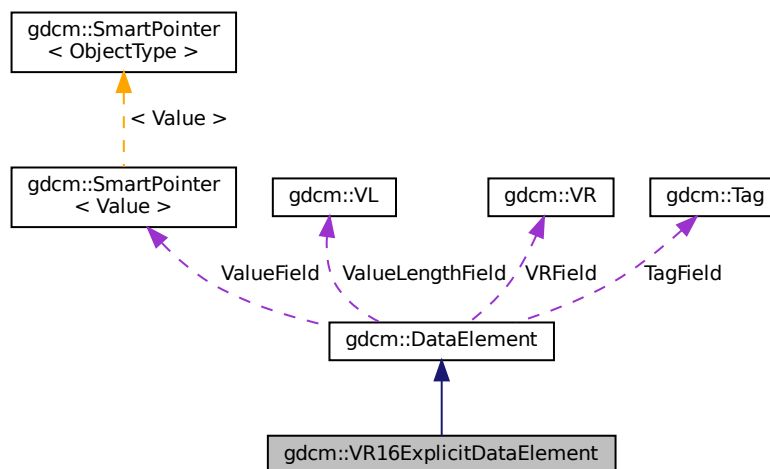 gdcm::SmartPointer
< ObjectType >
< Value >
gdcm::SmartPointer
< Value >
gdcm::VL
gdcm::VR
gdcm::Tag
ValueField
ValueLengthField
VRField
TagField
gdcm::DataElement
gdcm::VR16ExplicitDataElement